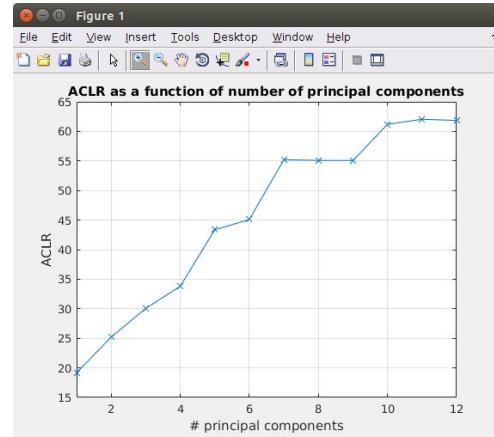 Figure 1
File Edit View Insert Tools Desktop Window Help
ACLR as a function of number of principal components
65
60
55
50
45
40
35
30
25
20
15
ACLR
2 4 6 8 10 12
# principal components